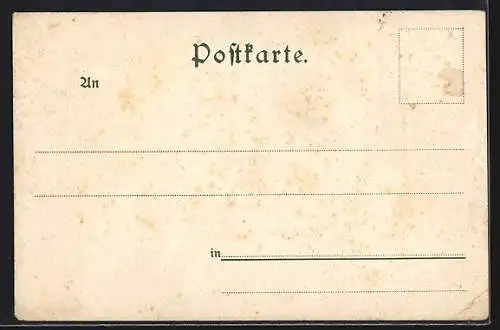 Poſtkarte.
An
in